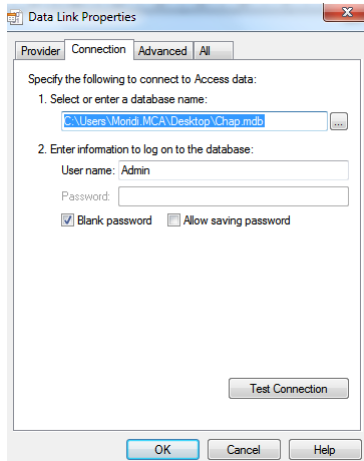 Data Link Properties
Provider Connection Advanced All
Specify the following to connect to Access data:
1. Select or enter a database name:
C:\Users\Moridi.MCA\Desktop\Chap.mdb ...
2. Enter information to log on to the database:
User name: Admin
Password:
Blank password Allow saving password
Test Connection
OK Cancel Help